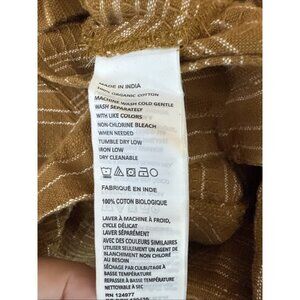 MADE IN INDIA
100% ORGANIC COTTON
MACHINE WASH COLD GENTLE
WASH SEPARATELY
WITH LIKE COLORS
NON-CHLORINE BLEACH
WHEN NEEDED
TUMBLE DRY LOW
IRON LOW
DRY CLEANABLE
FABRIQUÉ EN INDE
100% COTON BIOLOGIQUE
LAVER À MACHINE À FROID,
CYCLE DÉLICAT
LAVER SÉPARÉMENT
AVEC DES COULEURS SIMILAIRES
UTILISER SEULEMENT UN AGENT DE
BLANCHIMENT NON CHLORÉ
AU BESOIN
SÉCHAGE PAR CULBUTAGE À
BASSE TEMPÉRATURE
REPASSER À BASSE TEMPÉRATURE
NETTOYABLE À SEC
RN 124977